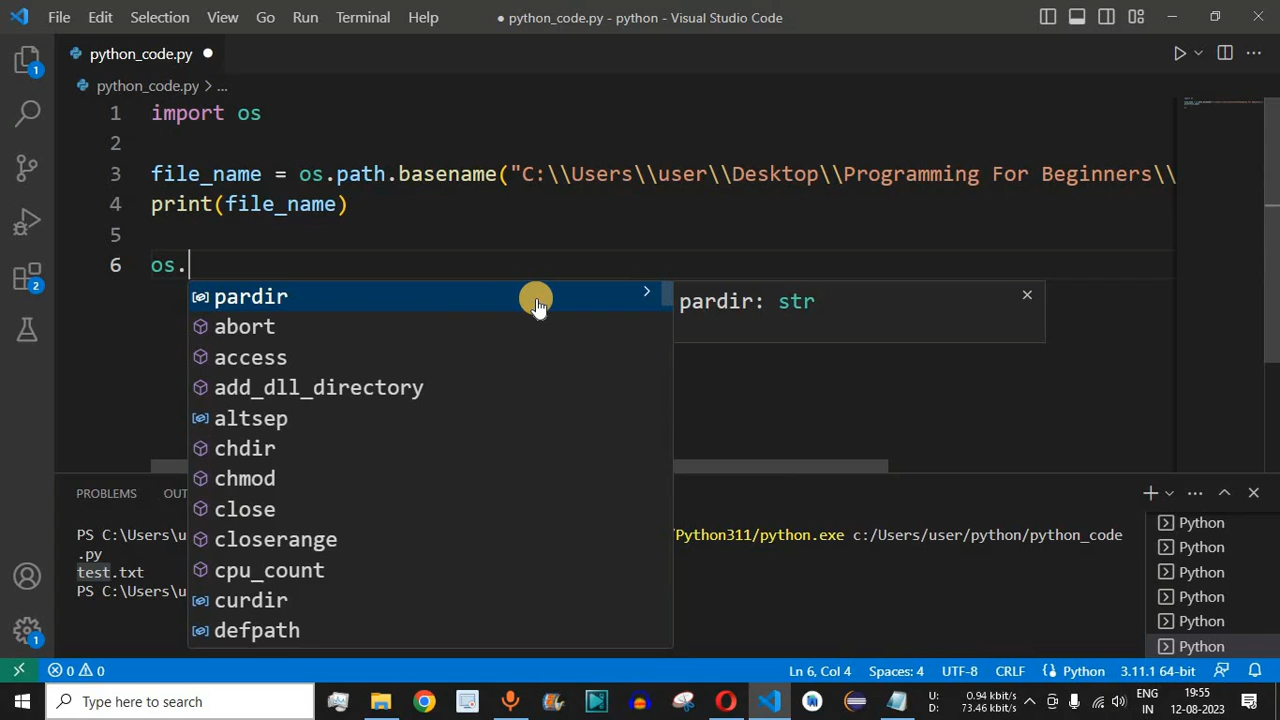 File Edit Selection View Go Run Terminal Help ● python_code.py - python - Visual Studio Code
python_code.py ●
python_code.py > ...
1 import os
2
3 file_name = os.path.basename("C:\\Users\\user\\Desktop\\Programming For Beginners\\
4 print(file_name)
5
6 os.
pardir
pardir: str
abort
access
add_dll_directory
altsep
chdir
chmod
close
closerange
cpu_count
curdir
defpath
1
2
1
PROBLEMS OUT
PS C:\Users\u /Python311/python.exe c:/Users/user/python/python_code
.py
test.txt
PS C:\Users\u
Python
Python
Python
Python
Python
Python
0 0 Ln 6, Col 4 Spaces: 4 UTF-8 CRLF Python 3.11.1 64-bit
Type here to search
U: 0.94 kbit/s
D: 73.46 kbit/s
ENG
IN
19:55
12-08-2023